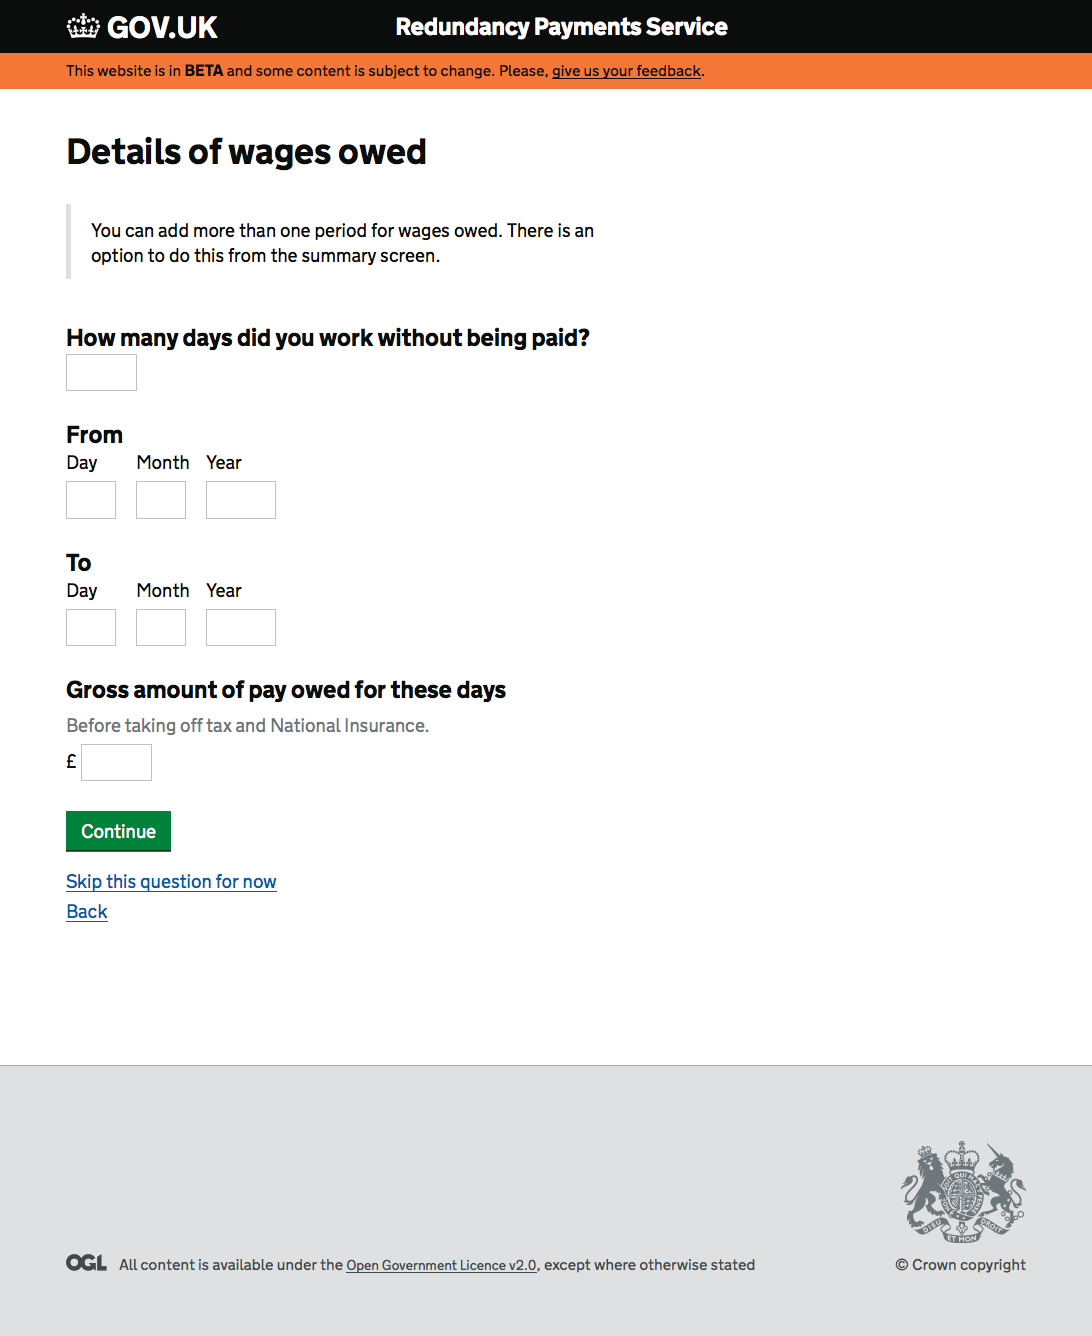 GOV.UK Redundancy Payments Service
This website is in BETA and some content is subject to change. Please, give us your feedback.
Details of wages owed
You can add more than one period for wages owed. There is an
option to do this from the summary screen.
How many days did you work without being paid?
From
Day Month Year
To
Day Month Year
Gross amount of pay owed for these days
Before taking off tax and National Insurance.
£
Continue
Skip this question for now
Back
DIEU ET MON DROIT
OGL All content is available under the Open Government Licence v2.0, except where otherwise stated
© Crown copyright